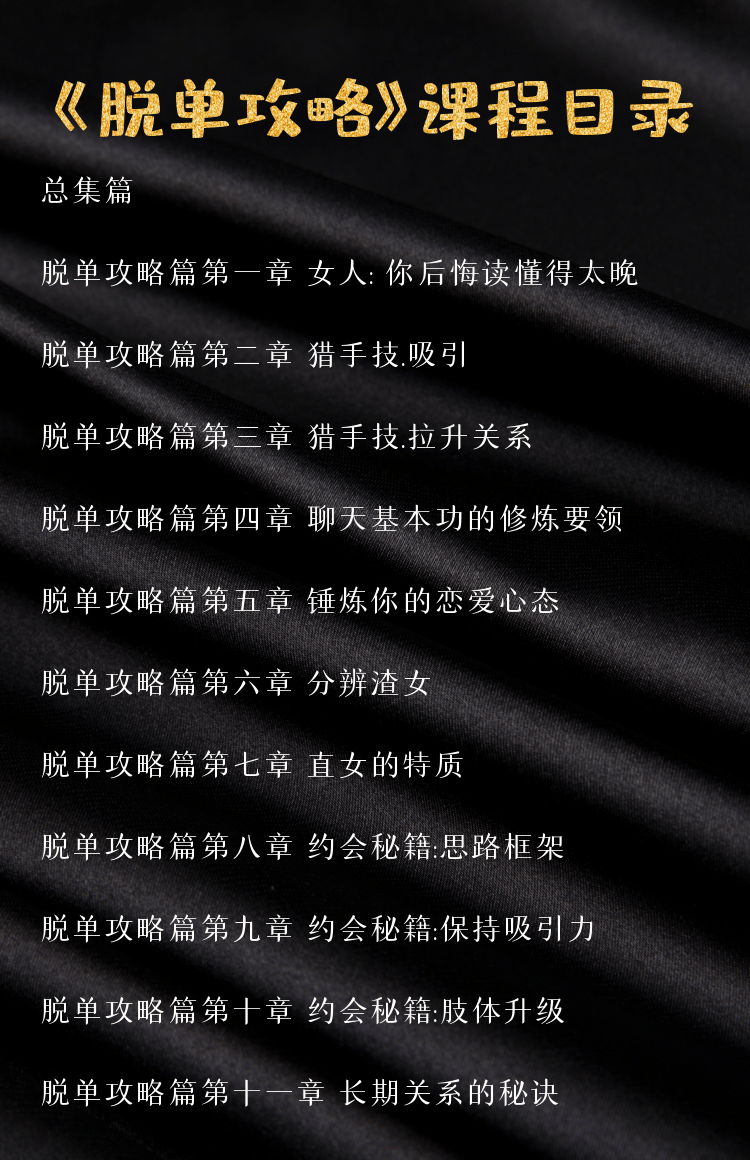 《脱单攻略》课程目录
总集篇
脱单攻略篇第一章 女人: 你后悔读懂得太晚
脱单攻略篇第二章 猎手技.吸引
脱单攻略篇第三章 猎手技.拉升关系
脱单攻略篇第四章 聊天基本功的修炼要领
脱单攻略篇第五章 锤炼你的恋爱心态
脱单攻略篇第六章 分辨渣女
脱单攻略篇第七章 直女的特质
脱单攻略篇第八章 约会秘籍:思路框架
脱单攻略篇第九章 约会秘籍:保持吸引力
脱单攻略篇第十章 约会秘籍:肢体升级
脱单攻略篇第十一章 长期关系的秘诀